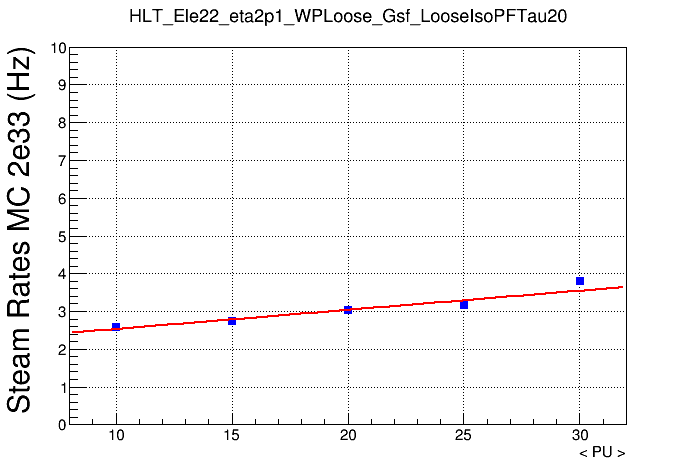 HLT_Ele22_eta2p1_WPLoose_Gsf_LooseIsoPFTau20
Steam Rates MC 2e33 (Hz)
10
9
8
7
6
5
4
3
2
1
0
10 15 20 25 30
< PU >